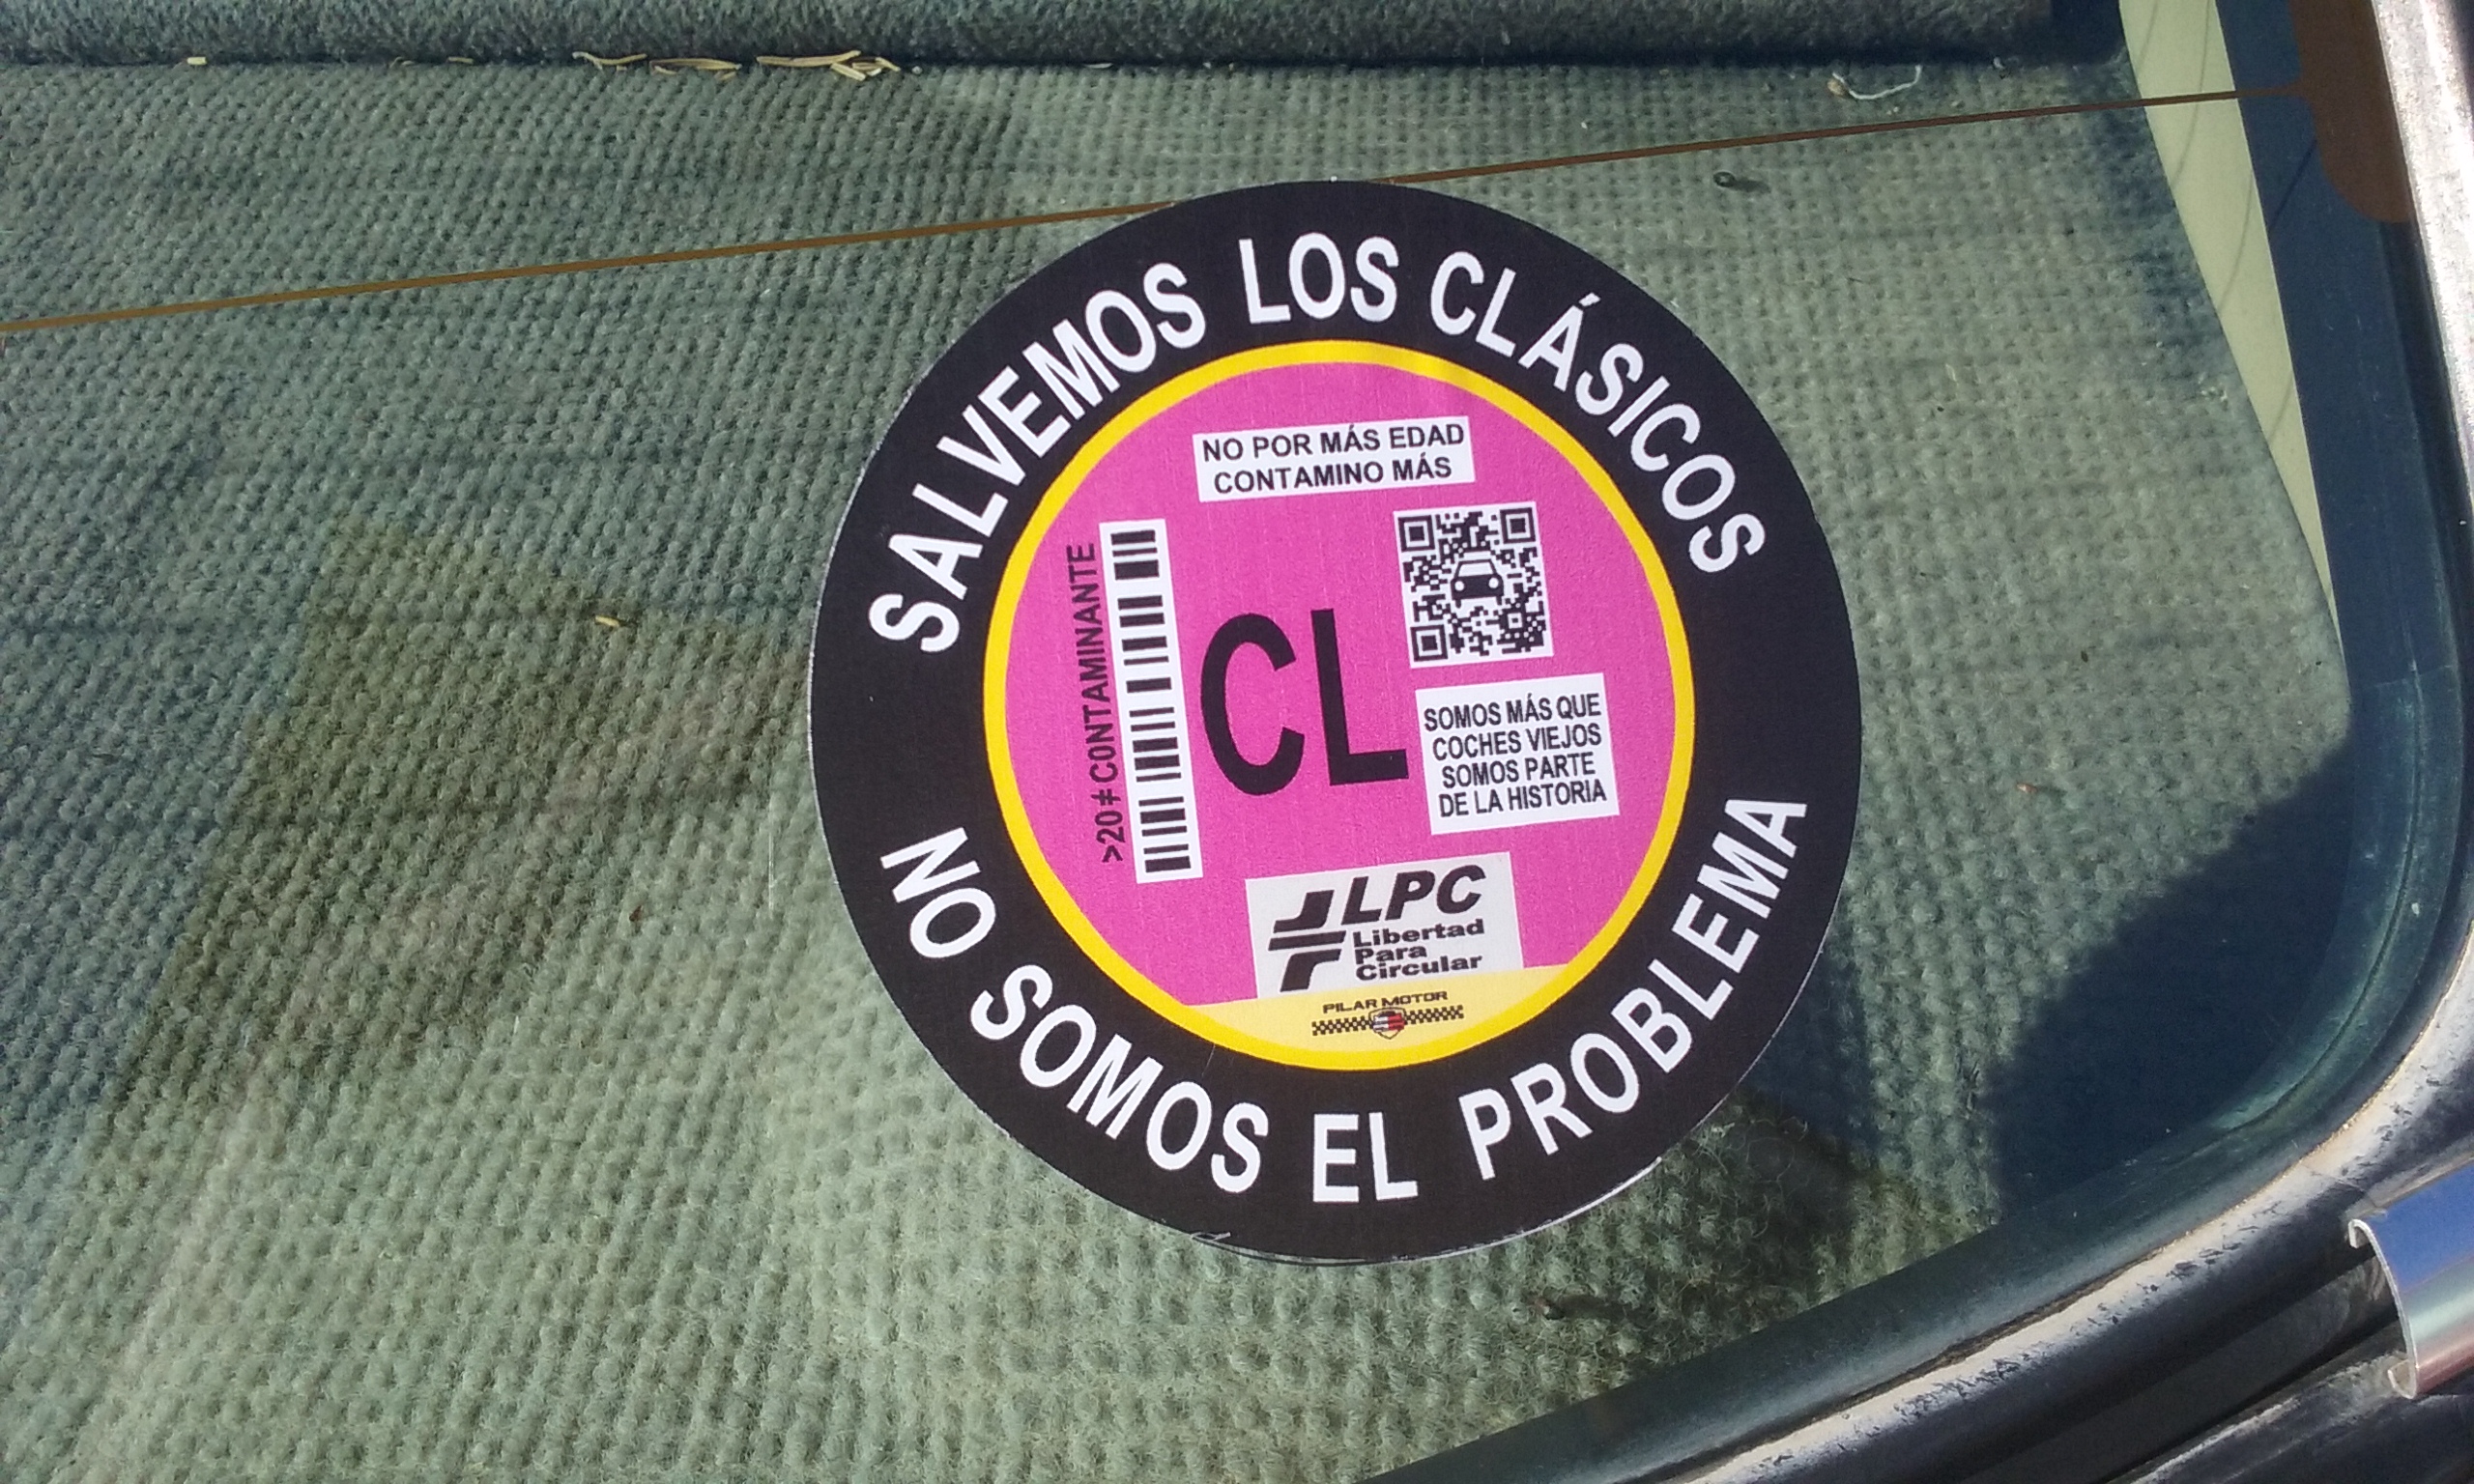 SALVEMOS LOS CLÁSICOS
NO POR MÁS EDAD
CONTAMINO MÁS
>20≠CONTAMINANTE
CL
SOMOS MÁS QUE
COCHES VIEJOS
SOMOS PARTE
DE LA HISTORIA
LPC
Libertad
Para
Circular
PILAR MOTOR
NO SOMOS EL PROBLEMA